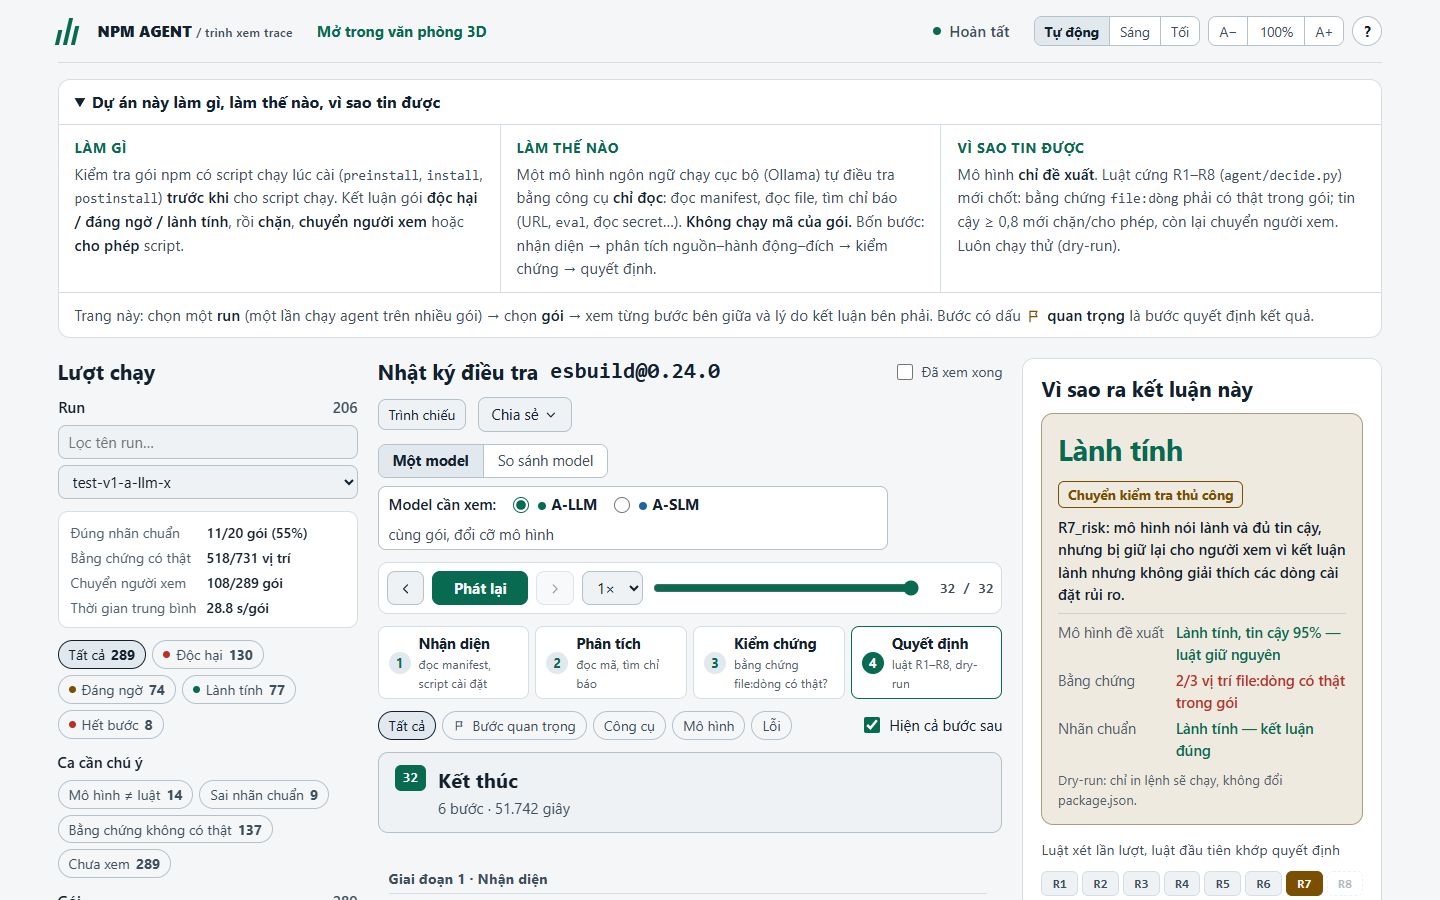 NPM AGENT / trình xem trace
Mở trong văn phòng 3D
Hoàn tất
Tự động
Sáng
Tối
A−
100%
A+
?
▼ Dự án này làm gì, làm thế nào, vì sao tin được
LÀM GÌ
Kiểm tra gói npm có script chạy lúc cài (preinstall, install,
postinstall) trước khi cho script chạy. Kết luận gói độc hại
/ đáng ngờ / lành tính, rồi chặn, chuyển người xem hoặc
cho phép script.
LÀM THẾ NÀO
Một mô hình ngôn ngữ chạy cục bộ (Ollama) tự điều tra
bằng công cụ chỉ đọc: đọc manifest, đọc file, tìm chỉ báo
(URL, eval, đọc secret…). Không chạy mã của gói. Bốn bước:
nhận diện → phân tích nguồn–hành động–đích → kiểm
chứng → quyết định.
VÌ SAO TIN ĐƯỢC
Mô hình chỉ đề xuất. Luật cứng R1–R8 (agent/decide.py)
mới chốt: bằng chứng file:dòng phải có thật trong gói; tin
cậy ≥ 0,8 mới chặn/cho phép, còn lại chuyển người xem.
Luôn chạy thử (dry-run).
Trang này: chọn một run (một lần chạy agent trên nhiều gói) → chọn gói → xem từng bước bên giữa và lý do kết luận bên phải. Bước có dấu quan trọng là bước quyết định kết quả.
Lượt chạy
Run 206
Lọc tên run...
test-v1-a-llm-x
Đúng nhãn chuẩn 11/20 gói (55%)
Bằng chứng có thật 518/731 vị trí
Chuyển người xem 108/289 gói
Thời gian trung bình 28.8 s/gói
Tất cả 289
Độc hại 130
Đáng ngờ 74
Lành tính 77
Hết bước 8
Ca cần chú ý
Mô hình ≠ luật 14
Sai nhãn chuẩn 9
Bằng chứng không có thật 137
Chưa xem 289
Nhật ký điều tra esbuild@0.24.0
Đã xem xong
Trình chiếu
Chia sẻ
Một model
So sánh model
Model cần xem: A-LLM A-SLM
cùng gói, đổi cỡ mô hình
‹
Phát lại
›
1×
32 / 32
1 Nhận diện
đọc manifest,
script cài đặt
2 Phân tích
đọc mã, tìm chỉ
báo
3 Kiểm chứng
bằng chứng
file:dòng có thật?
4 Quyết định
luật R1–R8, dry-
run
Tất cả
Bước quan trọng
Công cụ
Mô hình
Lỗi
Hiện cả bước sau
32 Kết thúc
6 bước · 51.742 giây
Giai đoạn 1 · Nhận diện
Vì sao ra kết luận này
Lành tính
Chuyển kiểm tra thủ công
R7_risk: mô hình nói lành và đủ tin cậy,
nhưng bị giữ lại cho người xem vì kết luận
lành nhưng không giải thích các dòng cài
đặt rủi ro.
Mô hình đề xuất Lành tính, tin cậy 95% —
luật giữ nguyên
Bằng chứng 2/3 vị trí file:dòng có thật
trong gói
Nhãn chuẩn Lành tính — kết luận
đúng
Dry-run: chỉ in lệnh sẽ chạy, không đổi
package.json.
Luật xét lần lượt, luật đầu tiên khớp quyết định
R1 R2 R3 R4 R5 R6 R7 R8